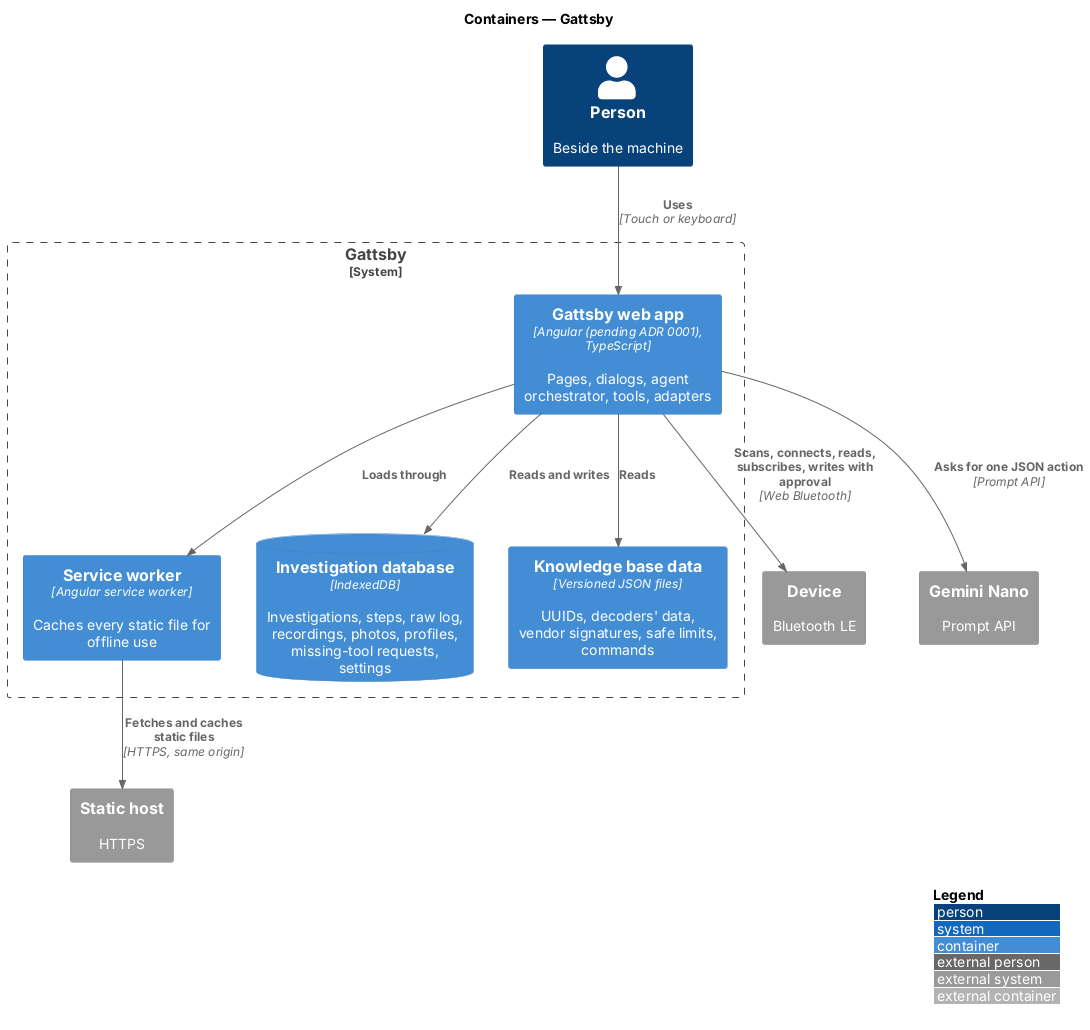 Containers — Gattsby
Person
Beside the machine
Uses
[Touch or keyboard]
Gattsby
[System]
Gattsby web app
[Angular (pending ADR 0001),
TypeScript]
Pages, dialogs, agent
orchestrator, tools, adapters
Loads through
Reads and writes
Reads
Scans, connects, reads,
subscribes, writes with
approval
[Web Bluetooth]
Asks for one JSON action
[Prompt API]
Service worker
[Angular service worker]
Caches every static file for
offline use
Investigation database
[IndexedDB]
Investigations, steps, raw log,
recordings, photos, profiles,
missing-tool requests,
settings
Knowledge base data
[Versioned JSON files]
UUIDs, decoders' data,
vendor signatures, safe limits,
commands
Device
Bluetooth LE
Gemini Nano
Prompt API
Fetches and caches
static files
[HTTPS, same origin]
Static host
HTTPS
Legend
person
system
container
external person
external system
external container